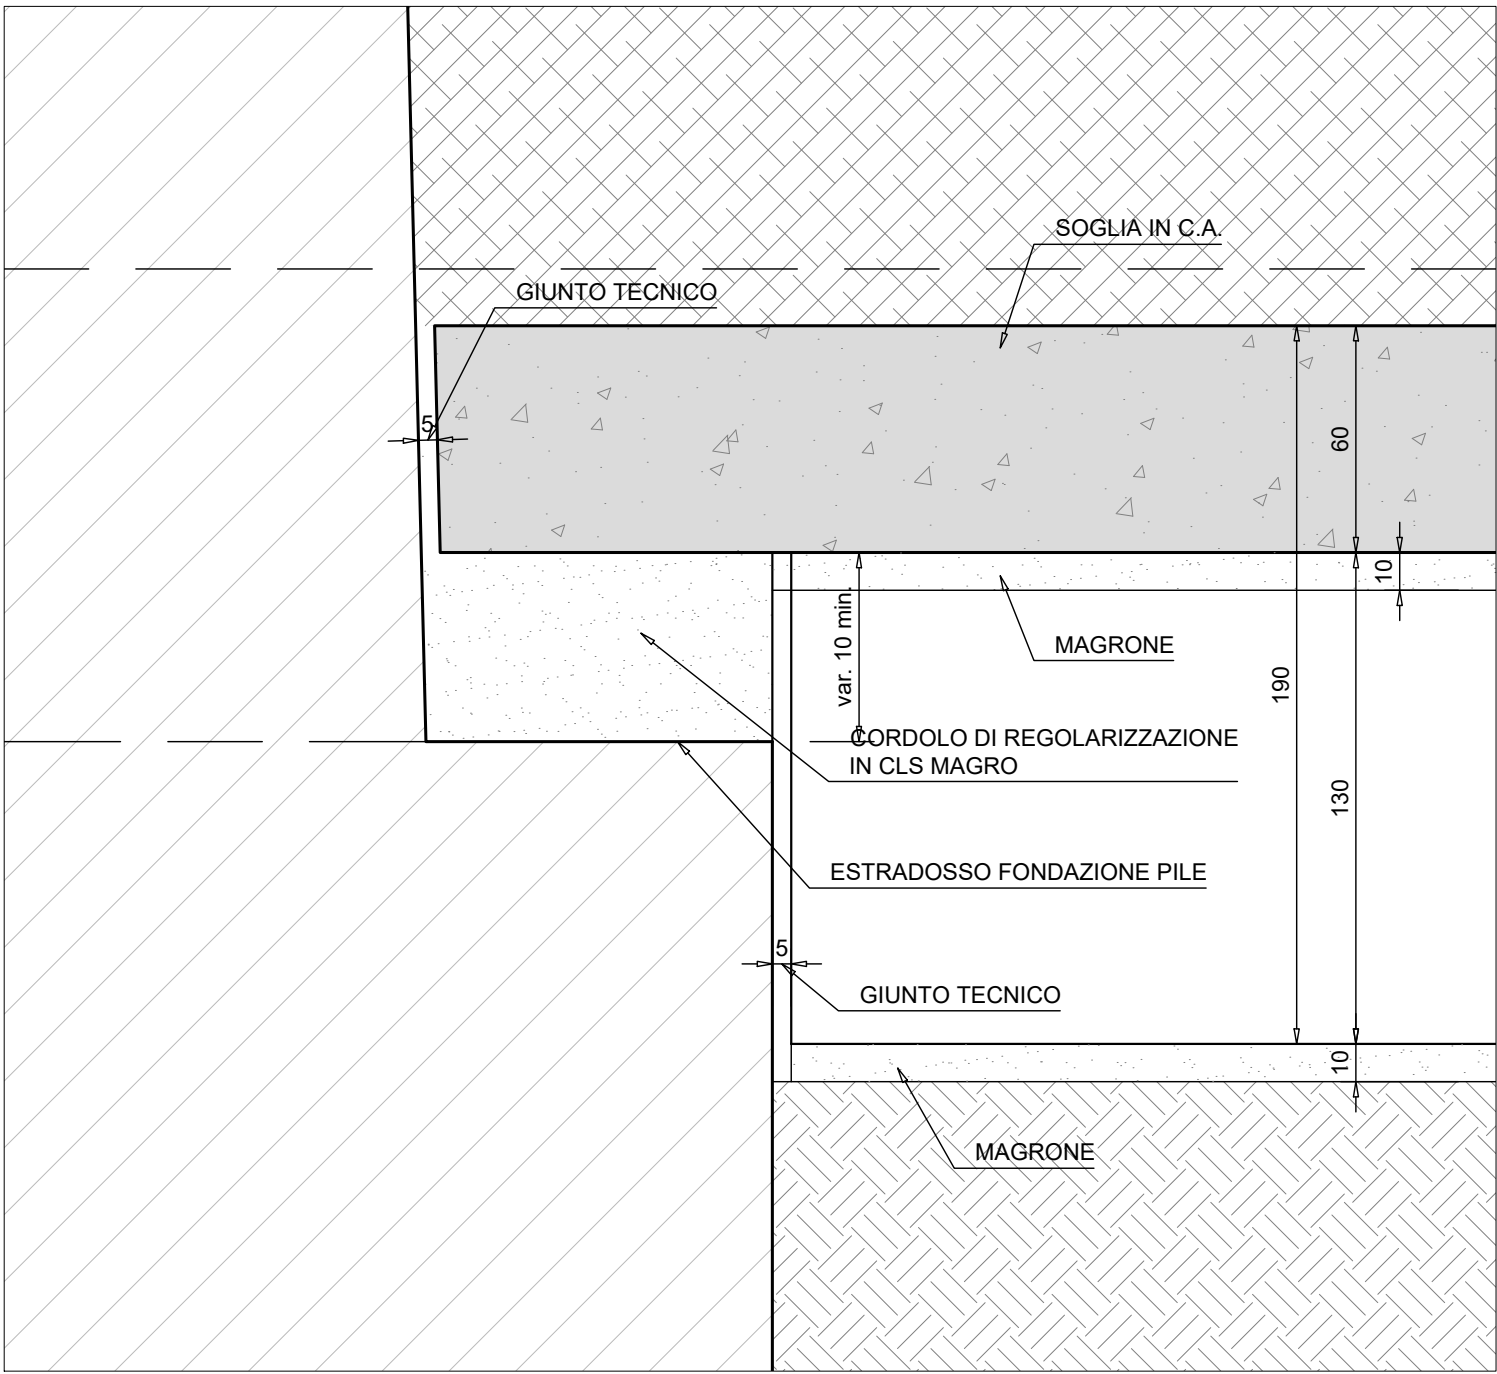 SOGLIA IN C.A.
GIUNTO TECNICO
5
60
10
var. 10 min.
MAGRONE
190
CORDOLO DI REGOLARIZZAZIONE
IN CLS MAGRO
130
ESTRADOSSO FONDAZIONE PILE
5
GIUNTO TECNICO
10
MAGRONE